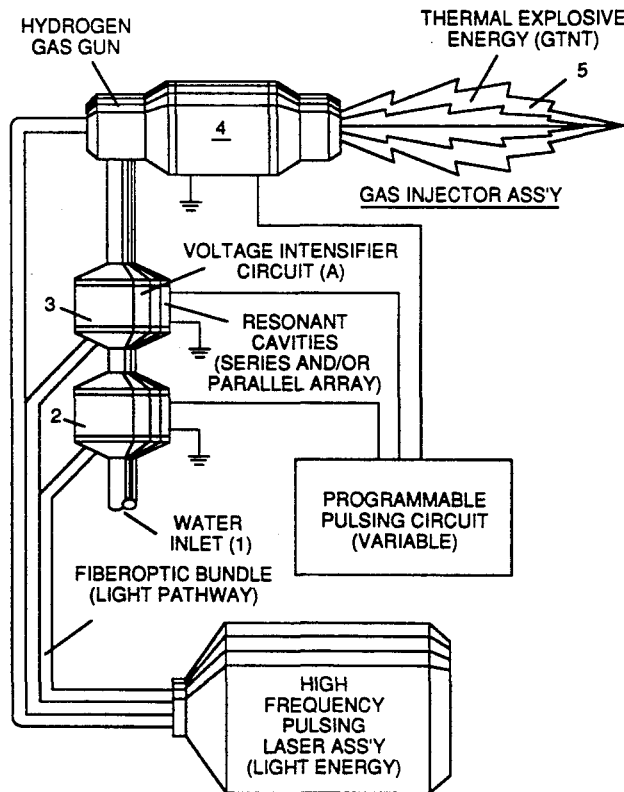 HYDROGEN
GAS GUN
THERMAL EXPLOSIVE
ENERGY (GTNT)
5
4
GAS INJECTOR ASS'Y
VOLTAGE INTENSIFIER
CIRCUIT (A)
3
RESONANT
CAVITIES
(SERIES AND/OR
PARALLEL ARRAY)
2
PROGRAMMABLE
PULSING CIRCUIT
(VARIABLE)
WATER
INLET (1)
FIBEROPTIC BUNDLE
(LIGHT PATHWAY)
HIGH
FREQUENCY
PULSING
LASER ASS'Y
(LIGHT ENERGY)